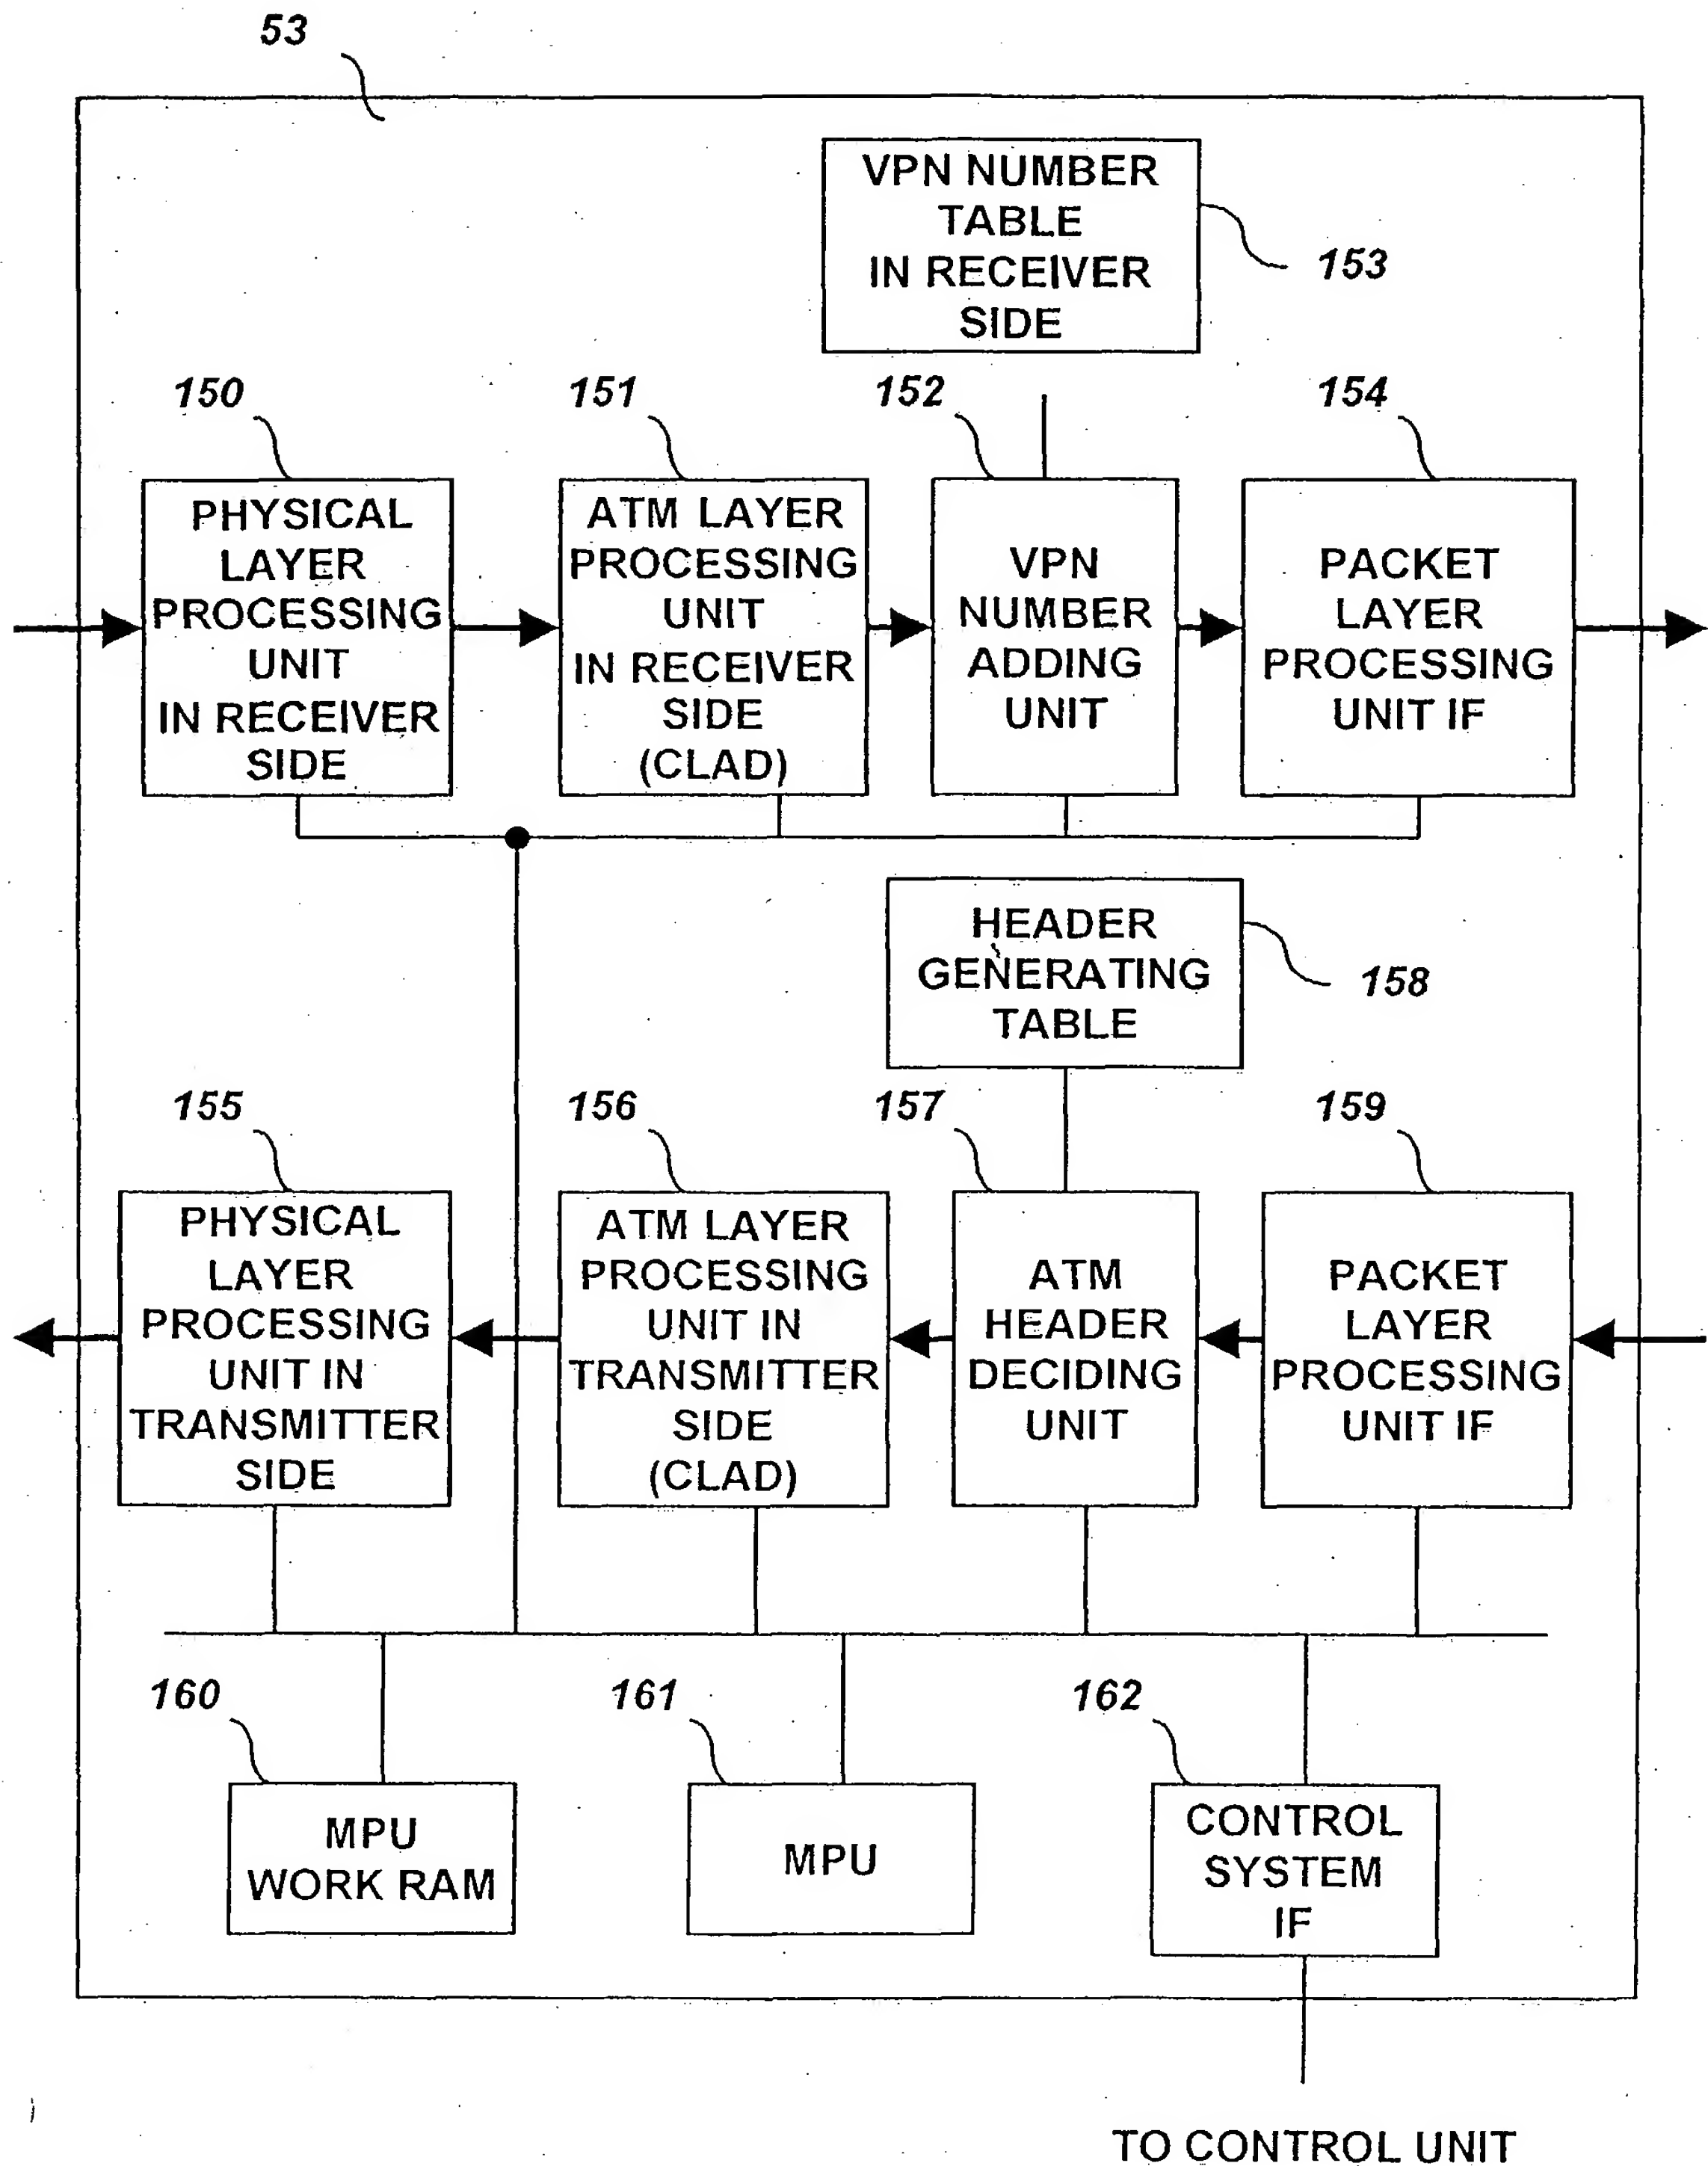 53
VPN NUMBER
TABLE
IN RECEIVER
SIDE
153
150
151
152
154
PHYSICAL
LAYER
PROCESSING
UNIT
IN RECEIVER
SIDE
ATM LAYER
PROCESSING
UNIT
IN RECEIVER
SIDE
(CLAD)
VPN
NUMBER
ADDING
UNIT
PACKET
LAYER
PROCESSING
UNIT IF
HEADER
GENERATING
TABLE
158
155
156
157
159
PHYSICAL
LAYER
PROCESSING
UNIT IN
TRANSMITTER
SIDE
ATM LAYER
PROCESSING
UNIT IN
TRANSMITTER
SIDE
(CLAD)
ATM
HEADER
DECIDING
UNIT
PACKET
LAYER
PROCESSING
UNIT IF
160
161
162
MPU
WORK RAM
MPU
CONTROL
SYSTEM
IF
TO CONTROL UNIT